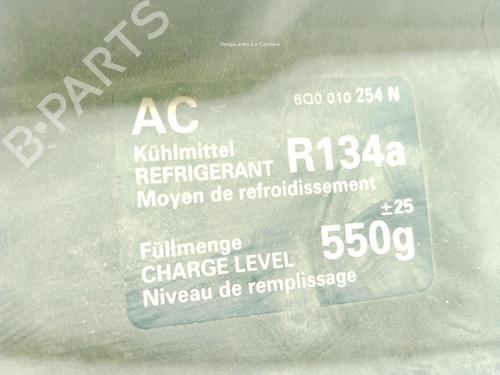 Desguaces La Cabana
B-PARTS
AC
6Q0 010 254 N
Kühlmittel
REFRIGERANT R134a
Moyen de refroidissement
±25
Füllmenge
CHARGE LEVEL 550g
Niveau de remplissage